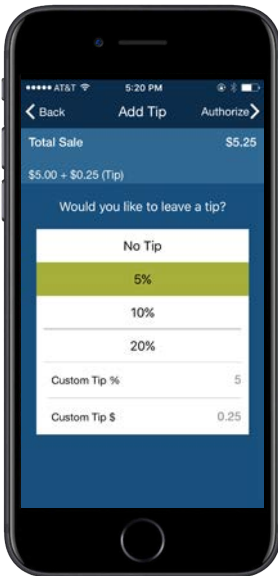 AT&T 5:20 PM
Back Add Tip Authorize
Total Sale $5.25
$5.00 + $0.25 (Tip)
Would you like to leave a tip?
No Tip
5%
10%
20%
Custom Tip % 5
Custom Tip $ 0.25